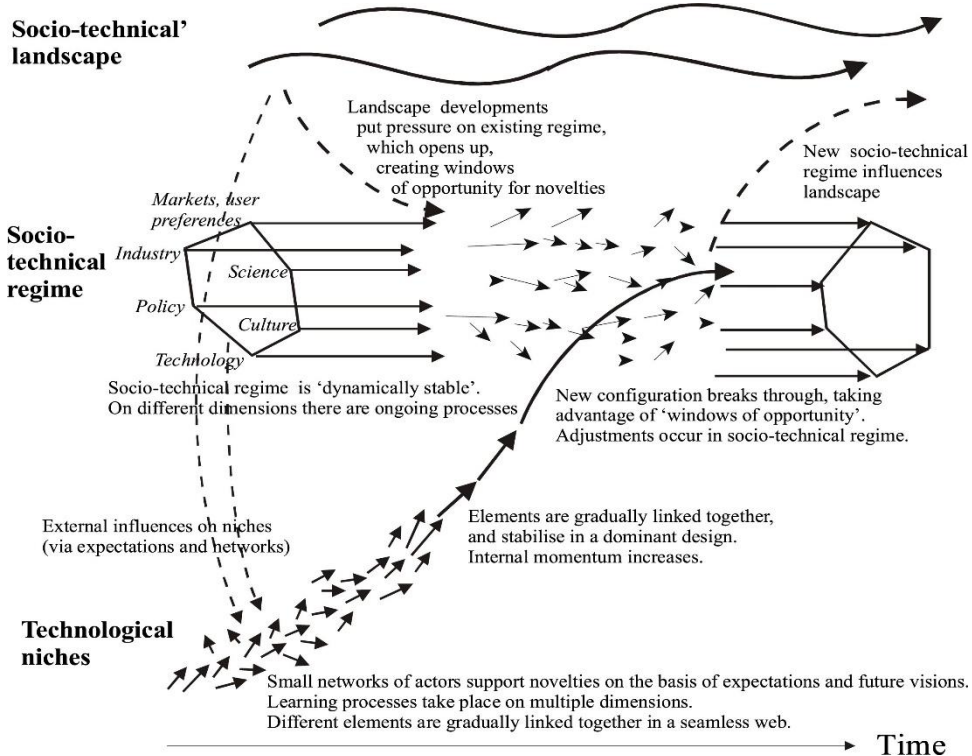 Socio-technical’
landscape
Landscape developments
put pressure on existing regime,
which opens up,
creating windows
of opportunity for novelties
New socio-technical
regime influences
landscape
Socio-
technical
regime
Markets, user
preferences
Industry
Science
Policy
Culture
Technology
Socio-technical regime is ‘dynamically stable’.
On different dimensions there are ongoing processes
New configuration breaks through, taking
advantage of ‘windows of opportunity’.
Adjustments occur in socio-technical regime.
External influences on niches
(via expectations and networks)
Elements are gradually linked together,
and stabilise in a dominant design.
Internal momentum increases.
Technological
niches
Small networks of actors support novelties on the basis of expectations and future visions.
Learning processes take place on multiple dimensions.
Different elements are gradually linked together in a seamless web.
Time